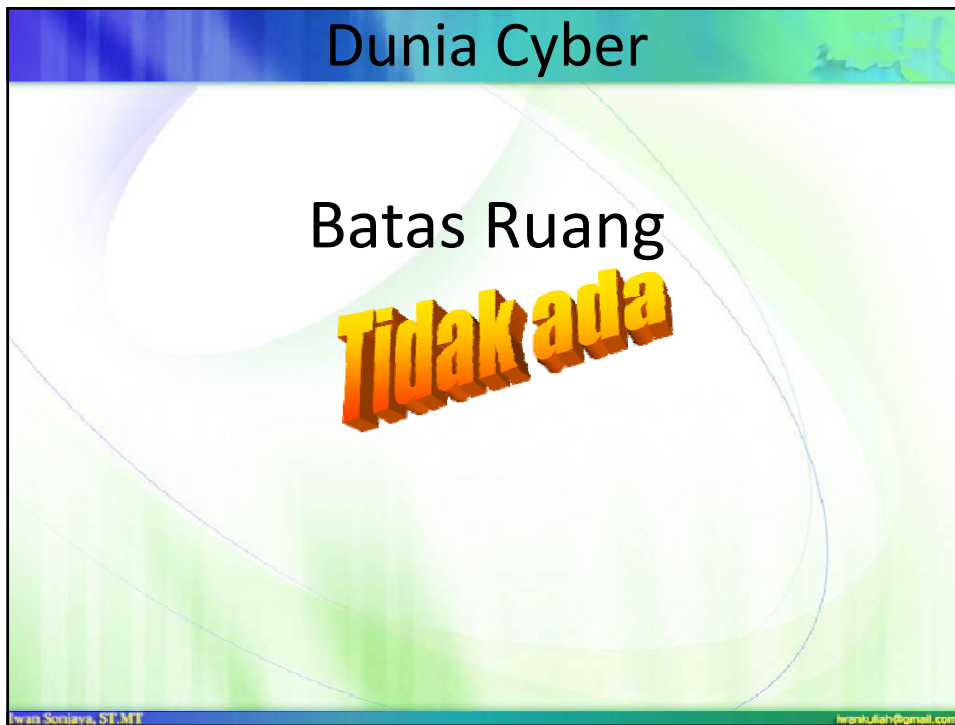 Dunia Cyber
Batas Ruang
Tidak ada
Iwan Sonjaya, ST.MT
iwankuliah@gmail.com